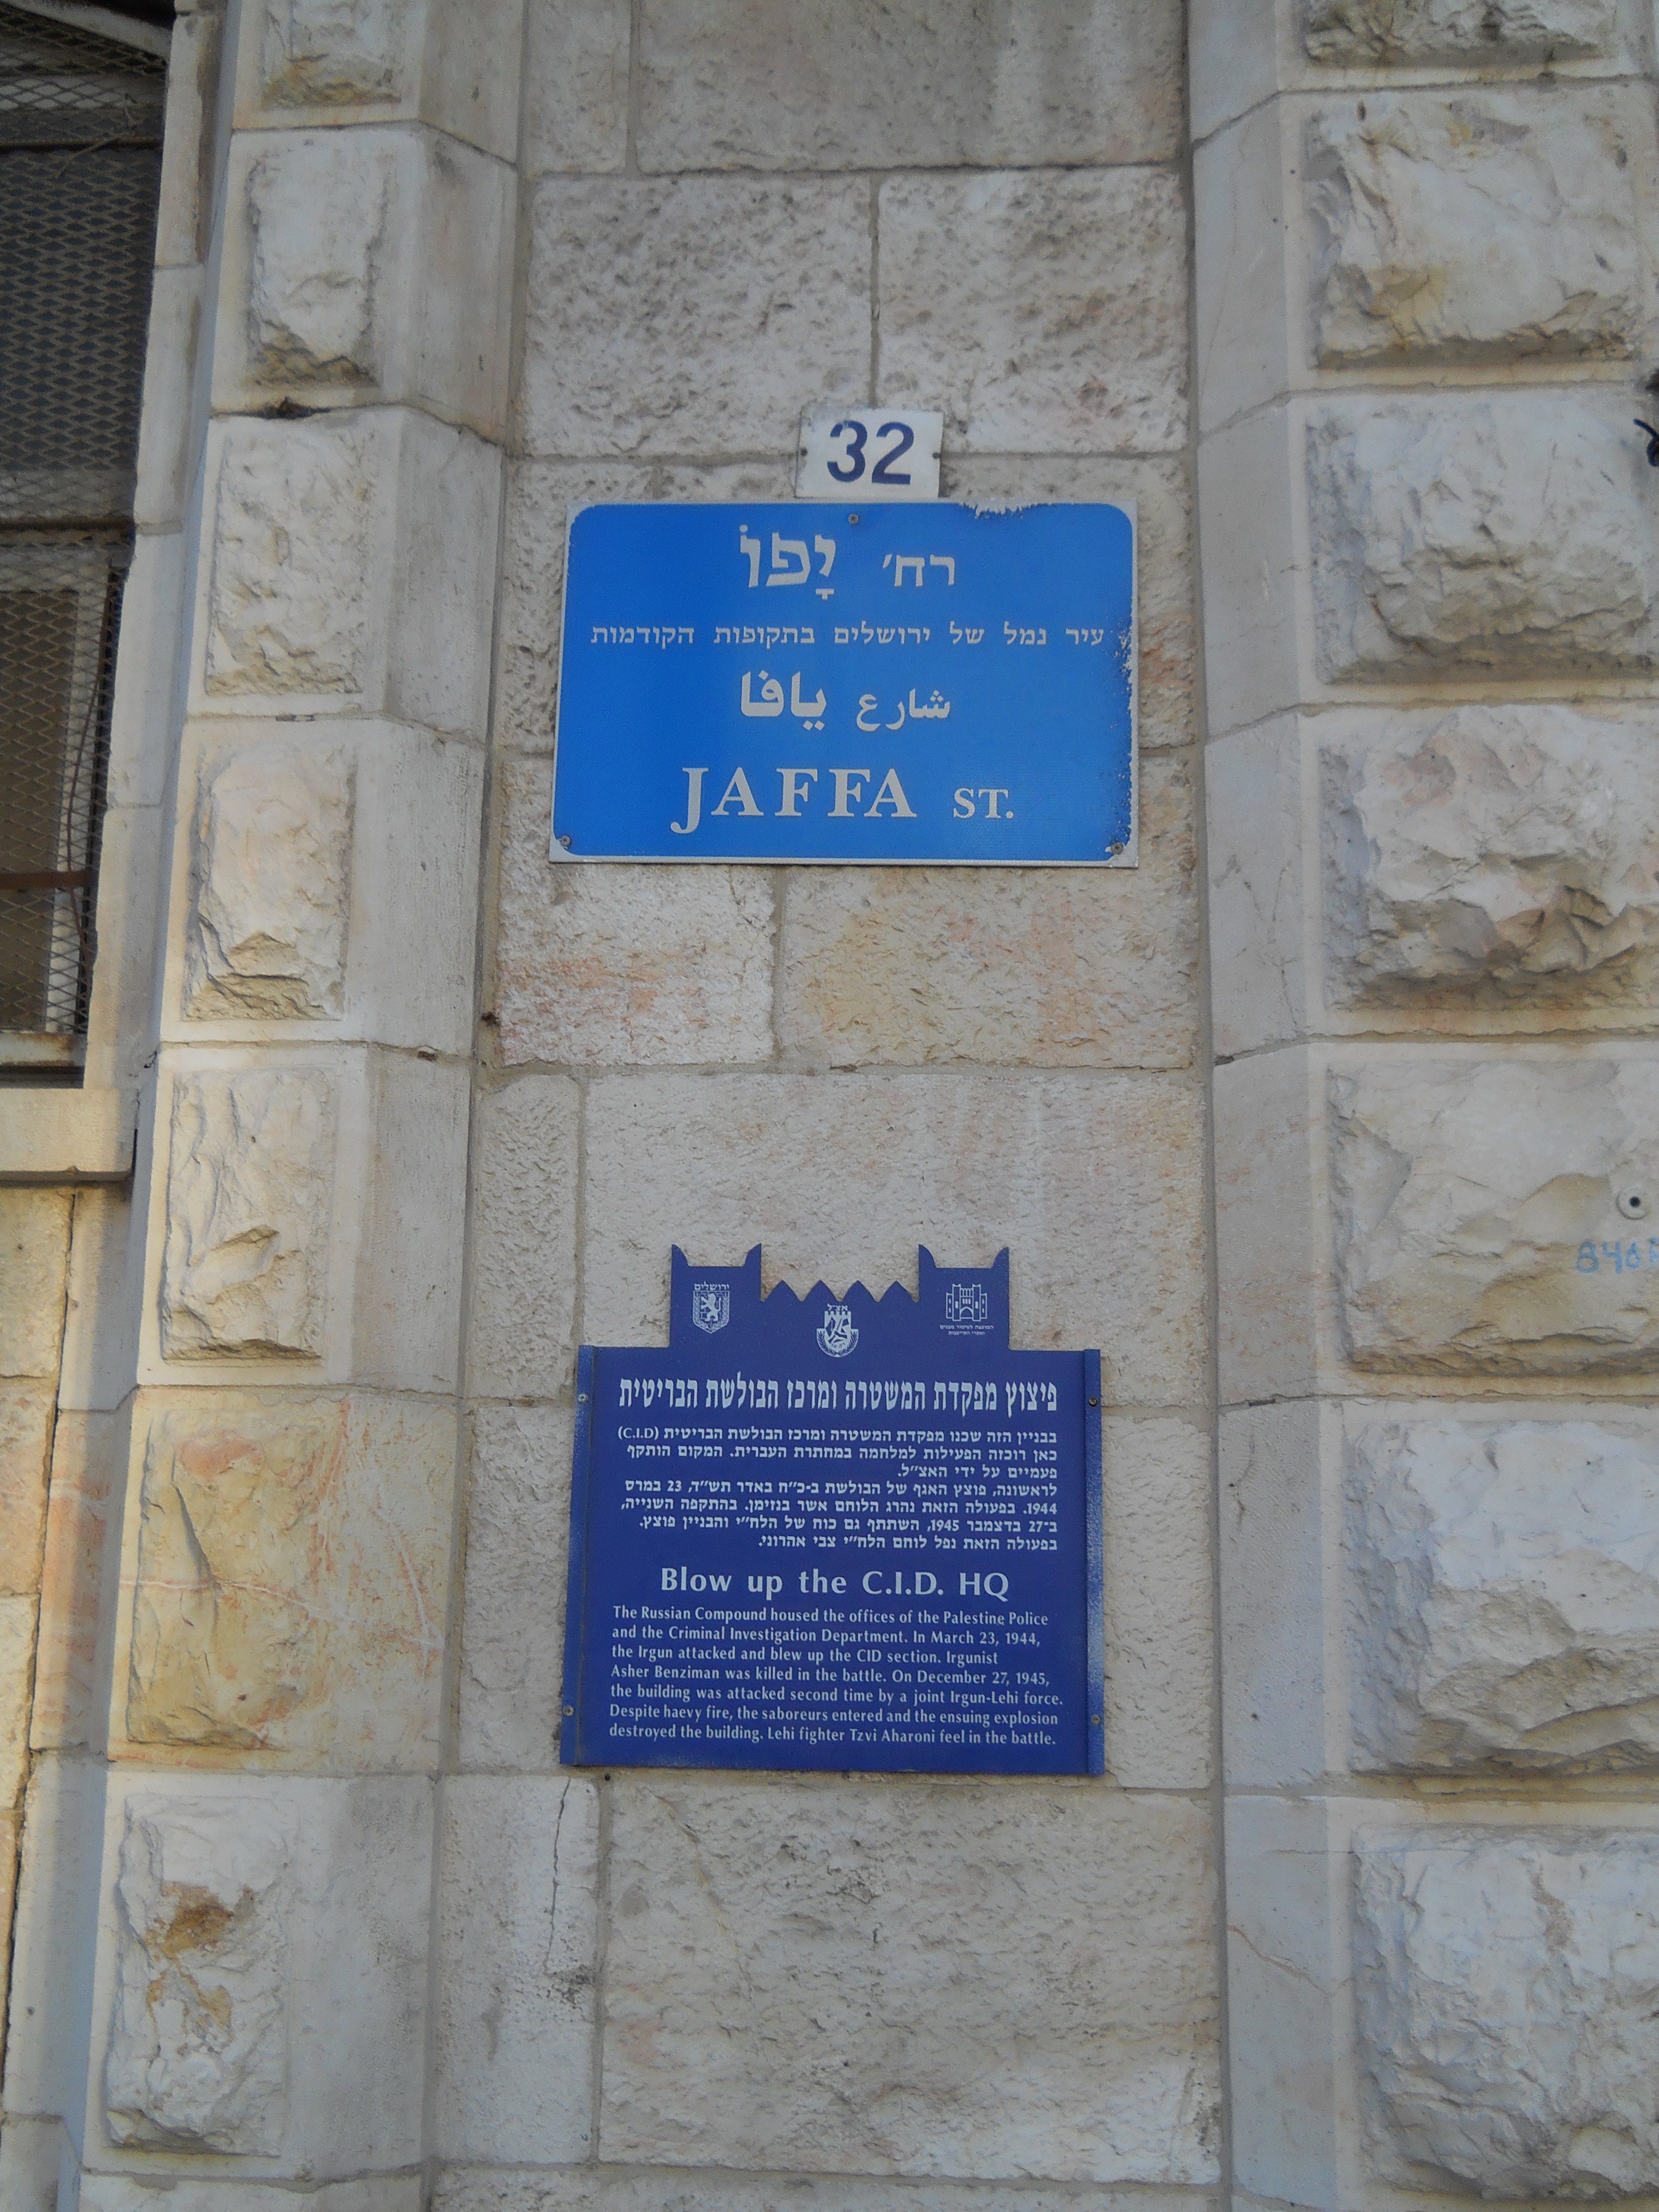 32
רח' יָפוֹ
עיר נמל של ירושלים בתקופות הקודמות
شارع يافا
JAFFA ST.
ירושלים
אצ"ל
פיצוץ מפקדת המשטרה ומרכז הבולשת הבריטית
בבניין הזה שכנו מפקדת המשטרה ומרכז הבולשת הבריטית (C.I.D)
כאן רוכזה הפעילות למלחמה במחתרת העברית. המקום הותקף
פעמיים על ידי האצ"ל.
לראשונה, פוצץ האגף של הבולשת ב-כ"ח באדר תש"ד, 23 במרס
1944. בפעולה הזאת נהרג הלוחם אשר בנזימן. בהתקפה השנייה,
ב-27 בדצמבר 1945, השתתף גם כוח של הלח"י והבניין פוצץ.
בפעולה הזאת נפל לוחם הלח"י צבי אהרוני.
Blow up the C.I.D. HQ
The Russian Compound housed the offices of the Palestine Police
and the Criminal Investigation Department. In March 23, 1944,
the Irgun attacked and blew up the CID section. Irgunist
Asher Benziman was killed in the battle. On December 27, 1945,
the building was attacked second time by a joint Irgun-Lehi force.
Despite haevy fire, the saboreurs entered and the ensuing explosion
destroyed the building. Lehi fighter Tzvi Aharoni feel in the battle.